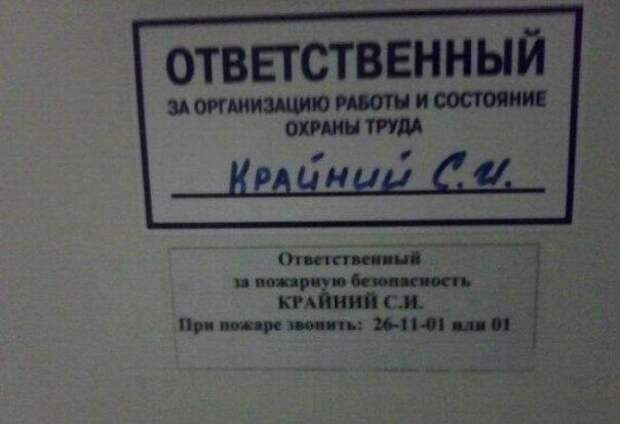 ОТВЕТСТВЕННЫЙ
ЗА ОРГАНИЗАЦИЮ РАБОТЫ И СОСТОЯНИЕ
ОХРАНЫ ТРУДА
КРАЙНИЙ С.И.
Ответственный
за пожарную безопасность
КРАЙНИЙ С.И.
При пожаре звонить: 26-11-01 или 01